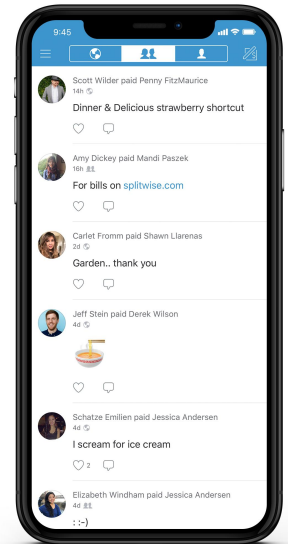 9:45
Scott Wilder paid Penny FitzMaurice
14h
Dinner & Delicious strawberry shortcut
Amy Dickey paid Mandi Paszek
16h
For bills on splitwise.com
Carlet Fromm paid Shawn Llarenas
2d
Garden.. thank you
Jeff Stein paid Derek Wilson
4d
Schatze Emilien paid Jessica Andersen
4d
I scream for ice cream
2
Elizabeth Windham paid Jessica Andersen
4d
: :-)